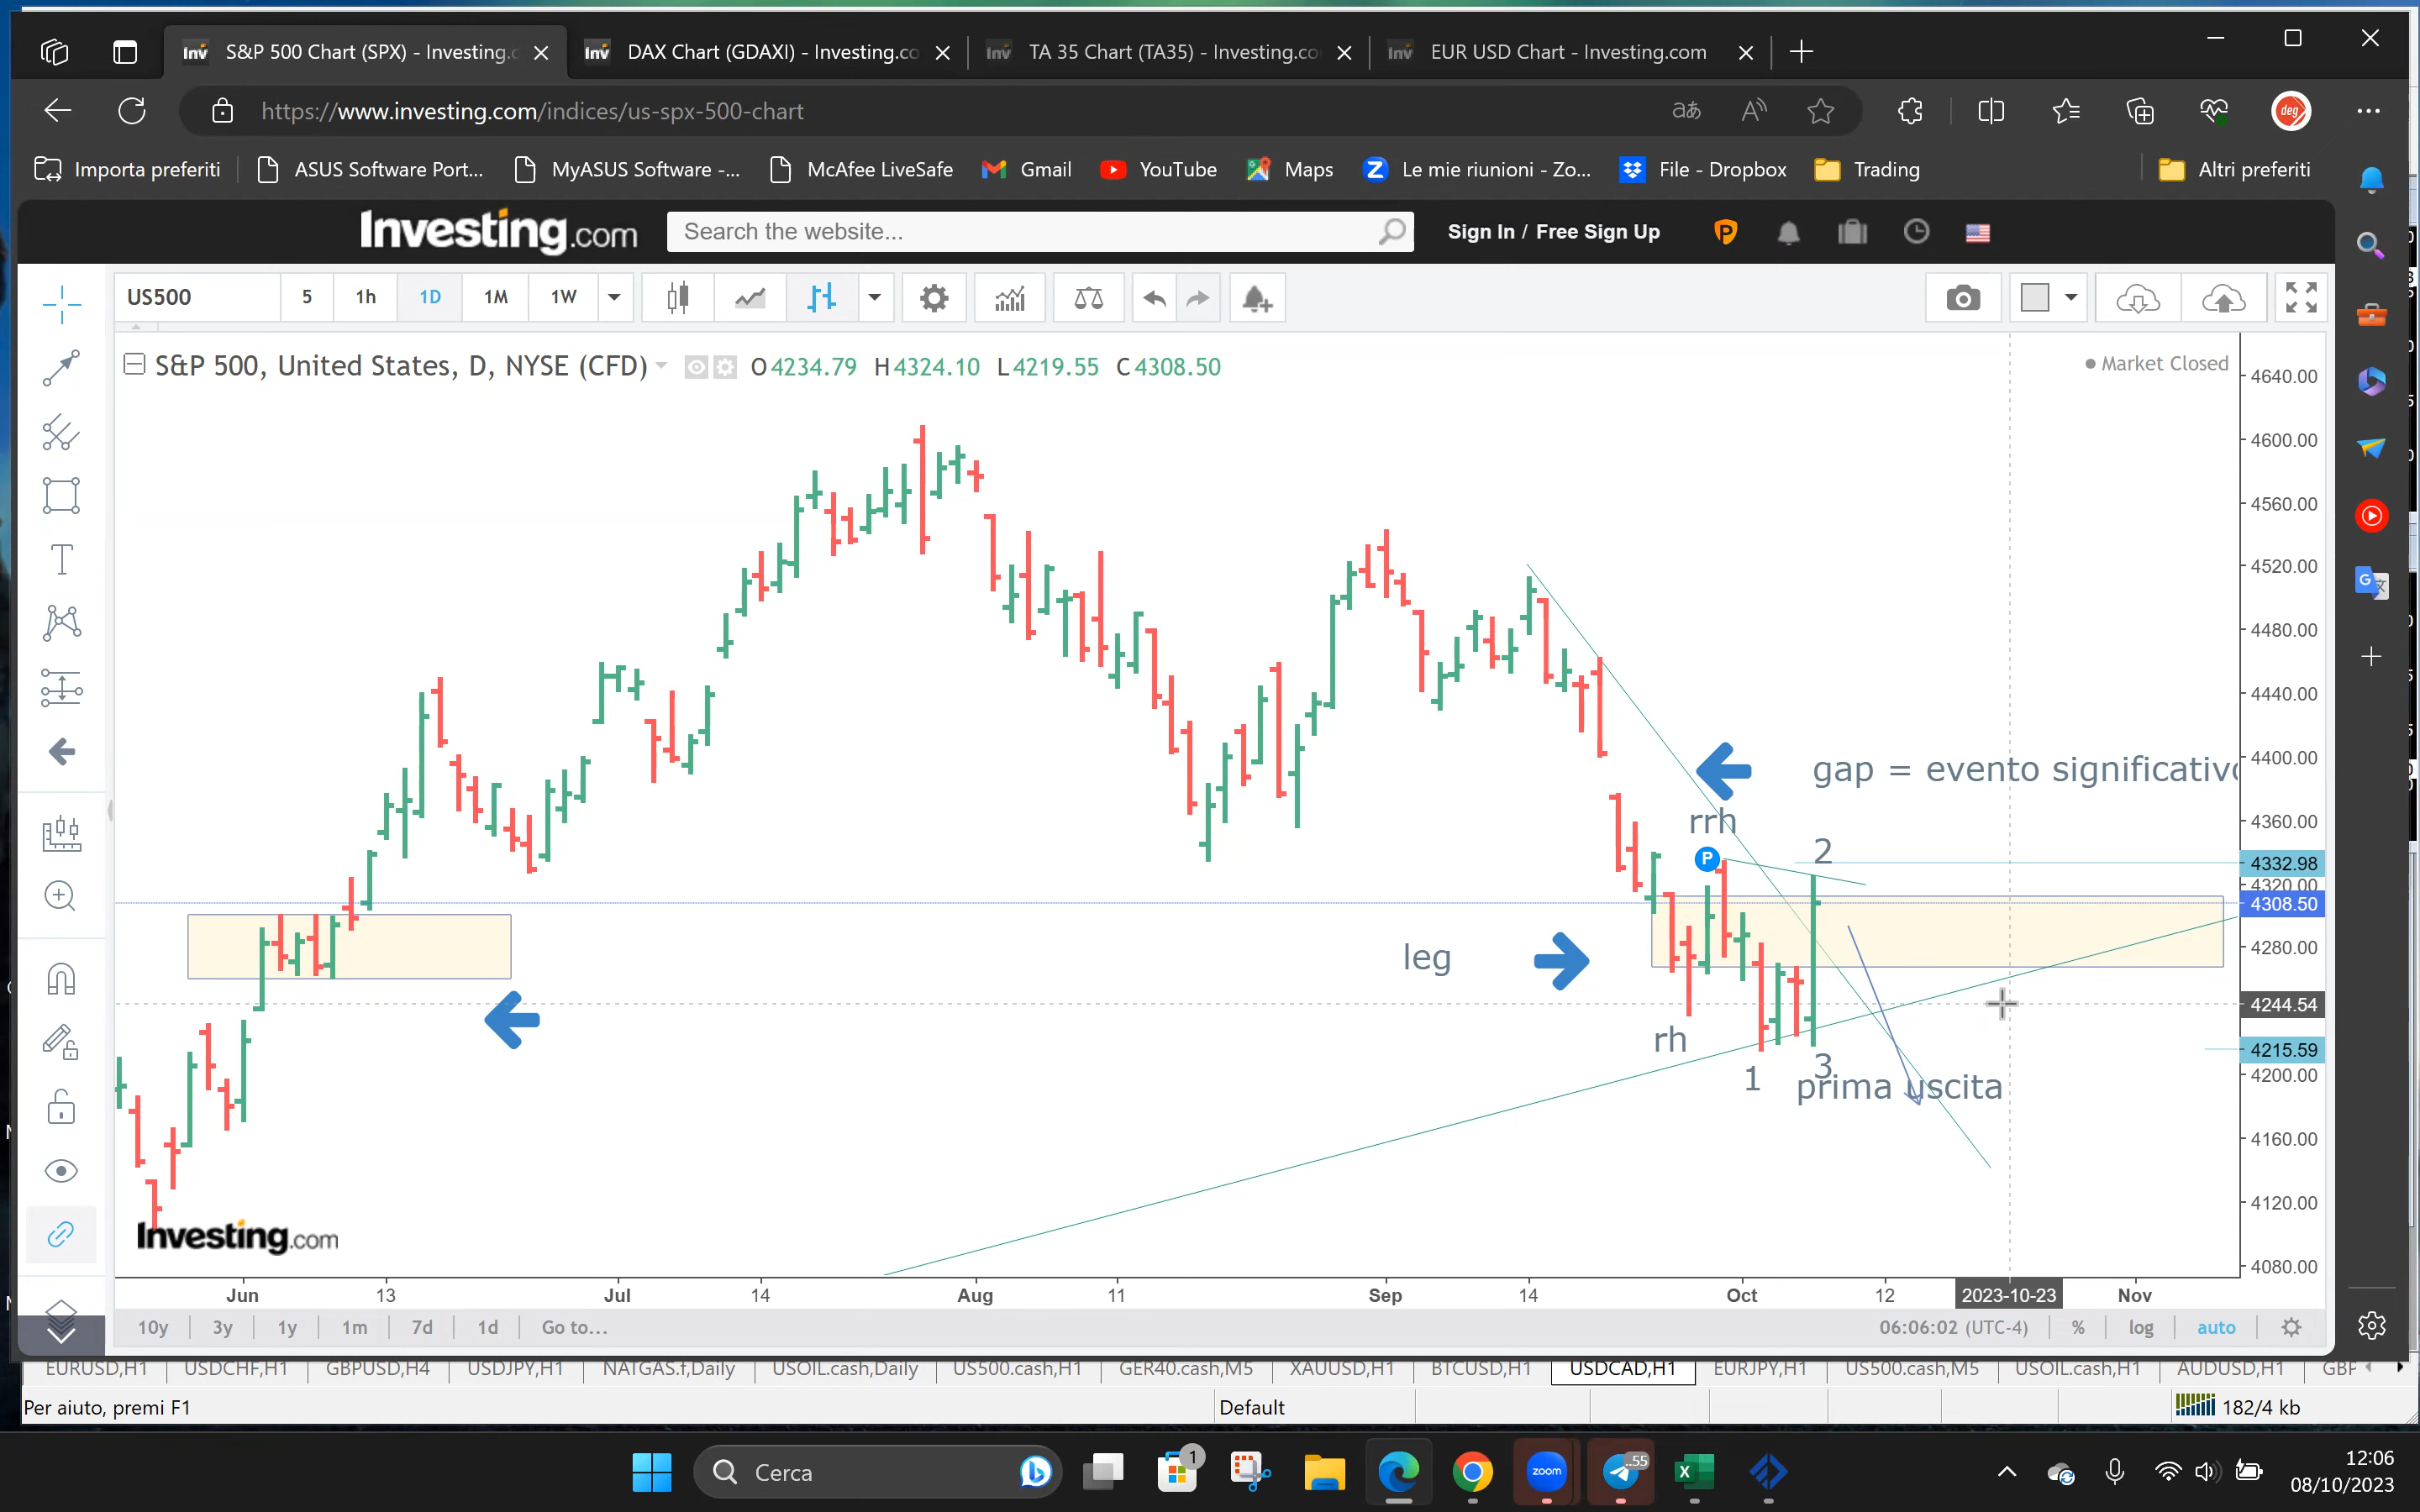 S&P 500 Chart (SPX) - Investing.c
DAX Chart (GDAXI) - Investing.co
TA 35 Chart (TA35) - Investing.co
EUR USD Chart - Investing.com
https://www.investing.com/indices/us-spx-500-chart
deg
Importa preferiti
ASUS Software Port...
MyASUS Software -...
McAfee LiveSafe
Gmail
YouTube
Maps
Le mie riunioni - Zo...
File - Dropbox
Trading
Altri preferiti
Investing.com
Search the website...
Sign In / Free Sign Up
US500
5
1h
1D
1M
1W
S&P 500, United States, D, NYSE (CFD)
O4234.79 H4324.10 L4219.55 C4308.50
Market Closed
4640.00
4600.00
4560.00
4520.00
4480.00
4440.00
4400.00
4360.00
4332.98
4320.00
4308.50
4280.00
4244.54
4215.59
4200.00
4160.00
4120.00
4080.00
gap = evento significativo
rrh
P
2
leg
rh
1
3
prima uscita
Investing.com
Jun
13
Jul
14
Aug
11
Sep
14
Oct
12
2023-10-23
Nov
10y
3y
1y
1m
7d
1d
Go to...
06:06:02 (UTC-4)
%
log
auto
EURUSD,H1
USDCHF,H1
GBPUSD,H4
USDJPY,H1
NATGAS.f,Daily
USOIL.cash,Daily
US500.cash,H1
GER40.cash,M5
XAUUSD,H1
BTCUSD,H1
USDCAD,H1
EURJPY,H1
US500.cash,M5
USOIL.cash,H1
AUDUSD,H1
GBP
Per aiuto, premi F1
Default
182/4 kb
Cerca
1
zoom
..55
12:06
08/10/2023